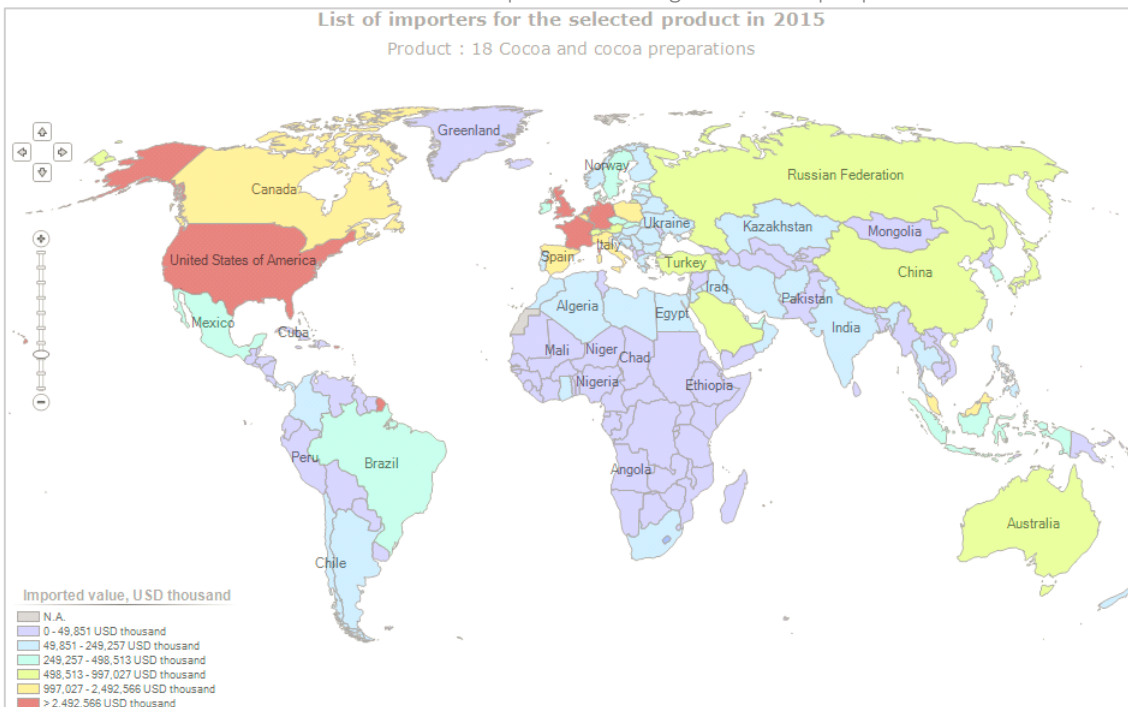 List of importers for the selected product in 2015
Product : 18 Cocoa and cocoa preparations
Greenland
Norway
Russian Federation
Canada
Ukraine
Kazakhstan
Mongolia
Italy
Spain
United States of America
Turkey
China
Iraq
Pakistan
Algeria
Egypt
India
Mexico
Cuba
Mali
Niger
Chad
Nigeria
Ethiopia
Peru
Brazil
Angola
Australia
Chile
Imported value, USD thousand
N.A.
0 - 49,851 USD thousand
49,851 - 249,257 USD thousand
249,257 - 498,513 USD thousand
498,513 - 997,027 USD thousand
997,027 - 2,492,566 USD thousand
> 2,492,566 USD thousand